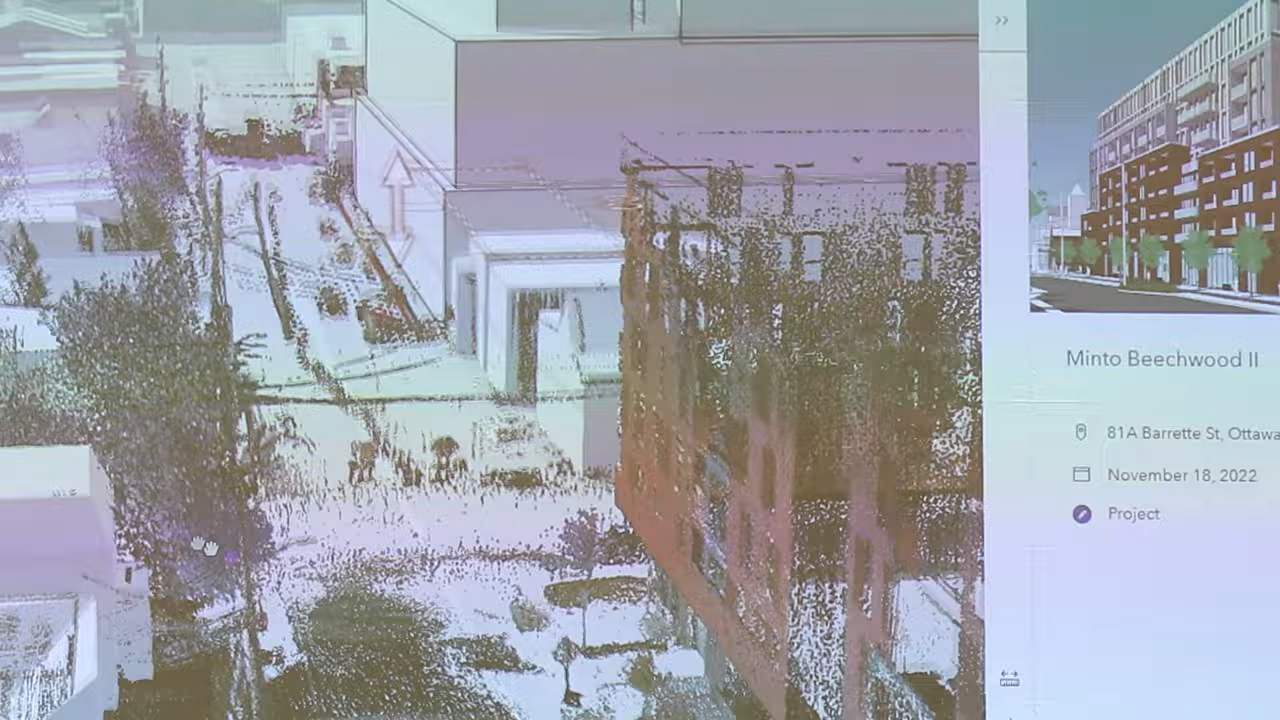 Minto Beechwood II
81A Barrette St, Ottawa
November 18, 2022
Project